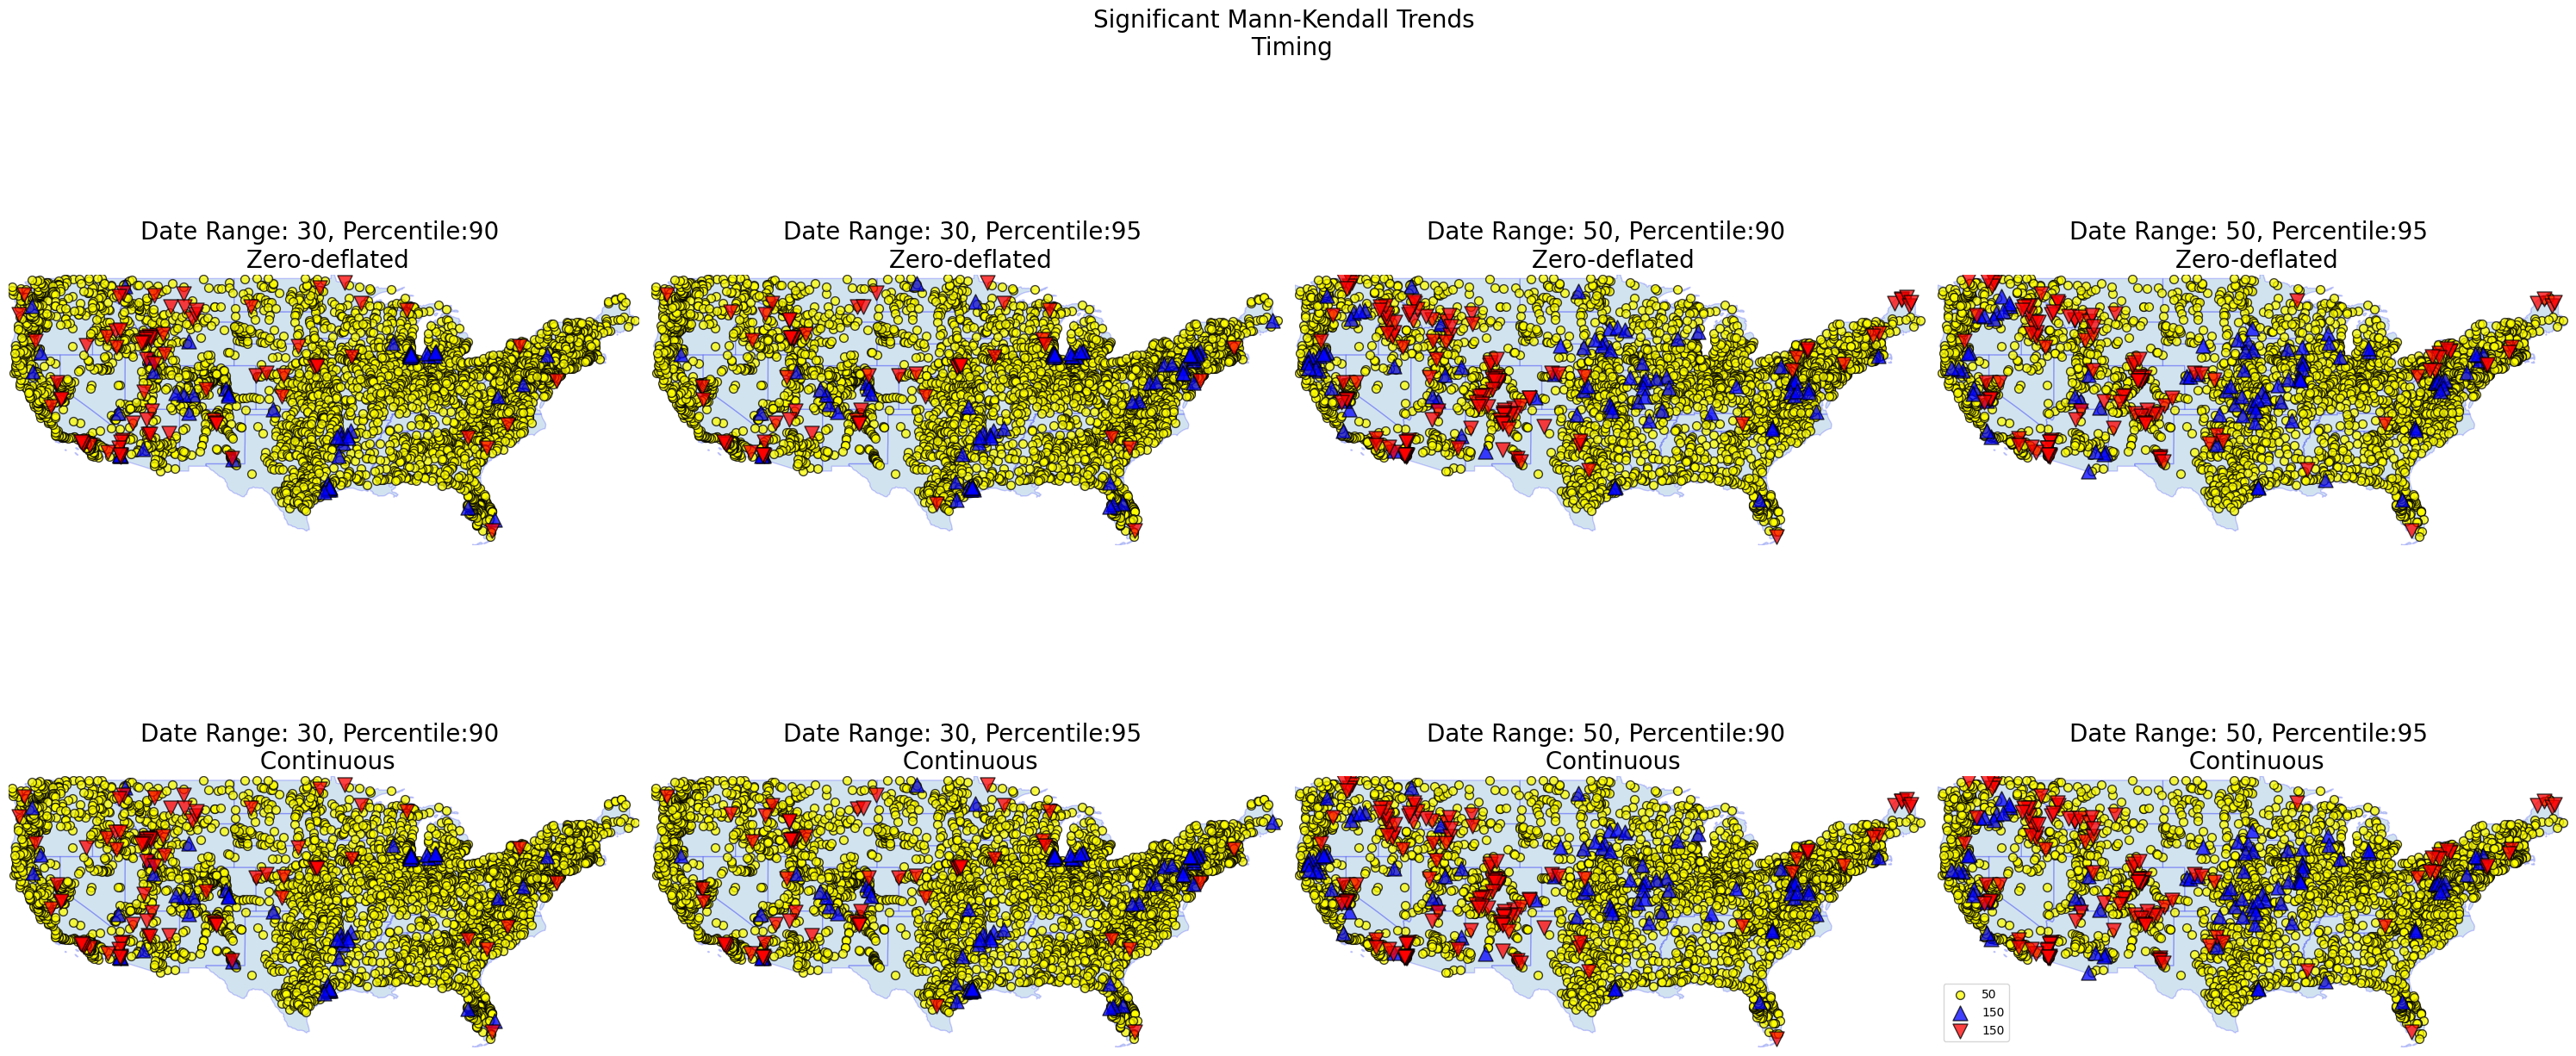 Significant Mann-Kendall Trends
Timing
Date Range: 30, Percentile:90
Zero-deflated
Date Range: 30, Percentile:95
Zero-deflated
Date Range: 50, Percentile:90
Zero-deflated
Date Range: 50, Percentile:95
Zero-deflated
Date Range: 30, Percentile:90
Continuous
Date Range: 30, Percentile:95
Continuous
Date Range: 50, Percentile:90
Continuous
Date Range: 50, Percentile:95
Continuous
50
150
150